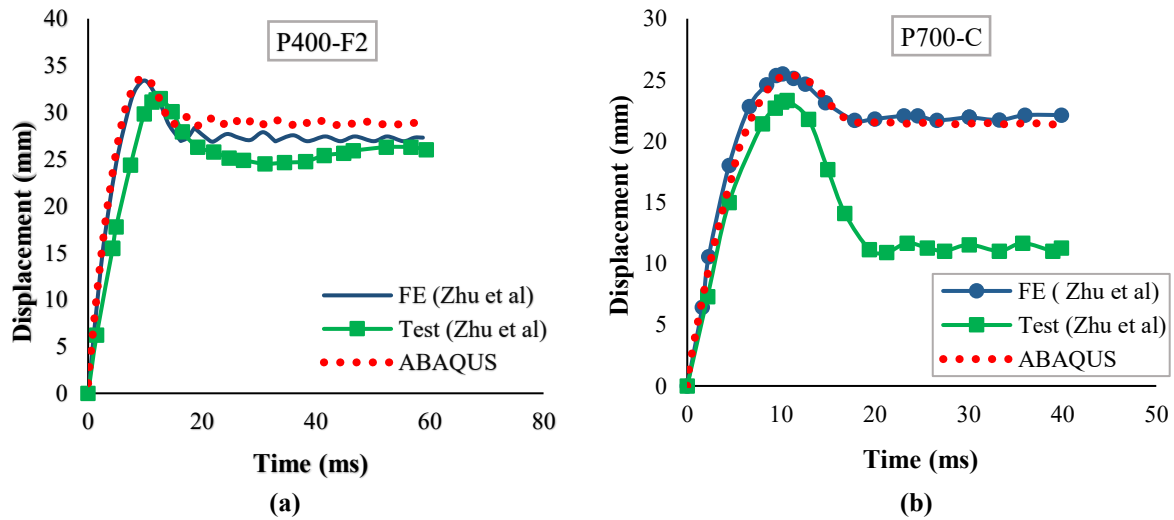 40
35
30
25
20
15
10
5
0
Displacement (mm)
P400-F2
FE (Zhu et al)
Test (Zhu et al)
ABAQUS
0 20 40 60 80
Time (ms)
(a)
30
25
20
15
10
5
0
Displacement (mm)
P700-C
FE ( Zhu et al)
Test (Zhu et al)
ABAQUS
0 10 20 30 40 50
Time (ms)
(b)